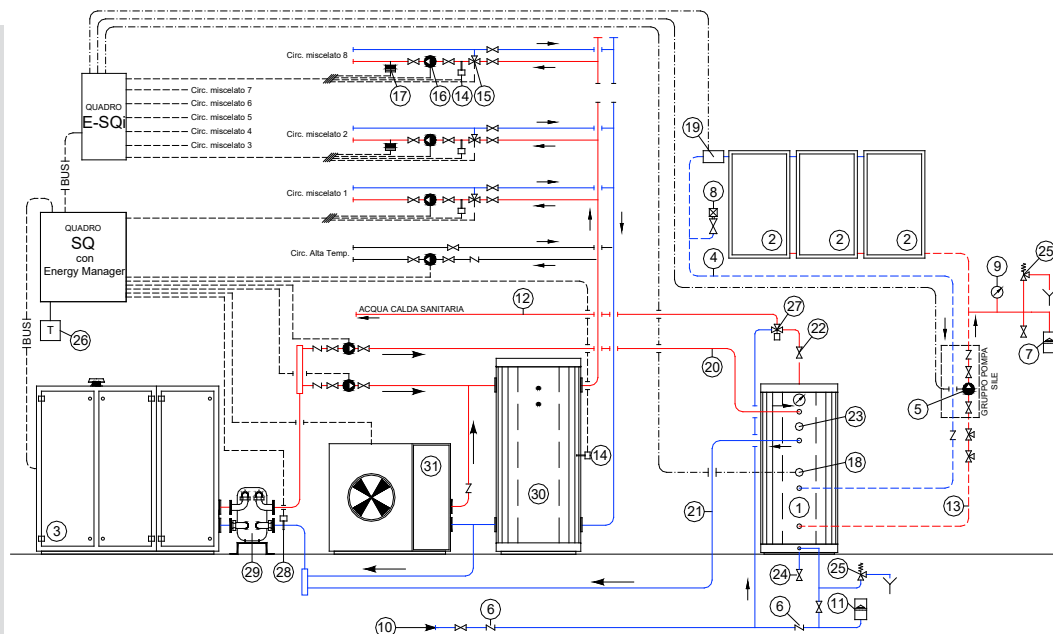 Circ. miscelato 8
17
16
14
15
QUADRO
E-SQi
Circ. miscelato 7
Circ. miscelato 6
Circ. miscelato 5
Circ. miscelato 4
Circ. miscelato 3
Circ. miscelato 2
BUS
Circ. miscelato 1
QUADRO
SQ
con
Energy Manager
Circ. Alta Temp.
T
26
BUS
ACQUA CALDA SANITARIA
12
27
22
20
19
8
2
2
2
4
9
25
7
5
GRUPPO POMPA
SILE
3
29
28
31
30
14
23
18
1
21
13
24
25
11
10
6
6